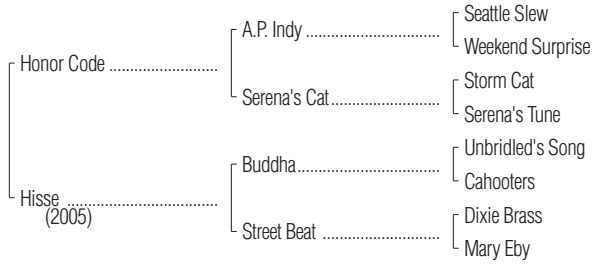 Seattle Slew
A.P. Indy ................................
Weekend Surprise
Honor Code ..........................
Storm Cat
Serena's Cat..........................
Serena's Tune
Unbridled's Song
Buddha..................................
Cahooters
Hisse .....................................
(2005)
Dixie Brass
Street Beat ............................
Mary Eby